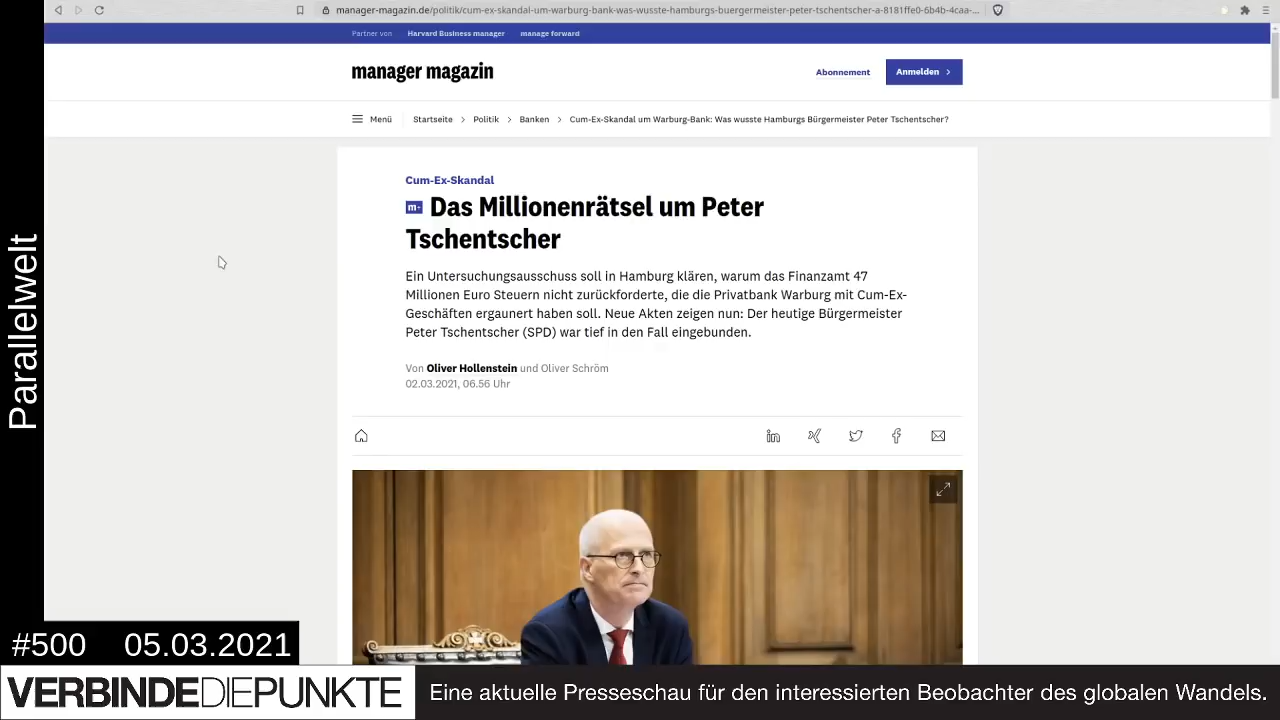 manager-magazin.de/politik/cum-ex-skandal-um-warburg-bank-was-wusste-hamburgs-buergermeister-peter-tschentscher-a-8181ffe0-6b4b-4caa-...
Partner von Harvard Business manager manage forward
manager magazin
Abonnement
Anmelden
Menü Startseite > Politik > Banken > Cum-Ex-Skandal um Warburg-Bank: Was wusste Hamburgs Bürgermeister Peter Tschentscher?
Cum-Ex-Skandal
m+ Das Millionenrätsel um Peter
Tschentscher
Ein Untersuchungsausschuss soll in Hamburg klären, warum das Finanzamt 47
Millionen Euro Steuern nicht zurückforderte, die die Privatbank Warburg mit Cum-Ex-
Geschäften ergaunert haben soll. Neue Akten zeigen nun: Der heutige Bürgermeister
Peter Tschentscher (SPD) war tief in den Fall eingebunden.
Von Oliver Hollenstein und Oliver Schröm
02.03.2021, 06.56 Uhr
Parallelwelt
#500 05.03.2021
VERBINDEDIEPUNKTE
Eine aktuelle Presseschau für den interessierten Beobachter des globalen Wandels.